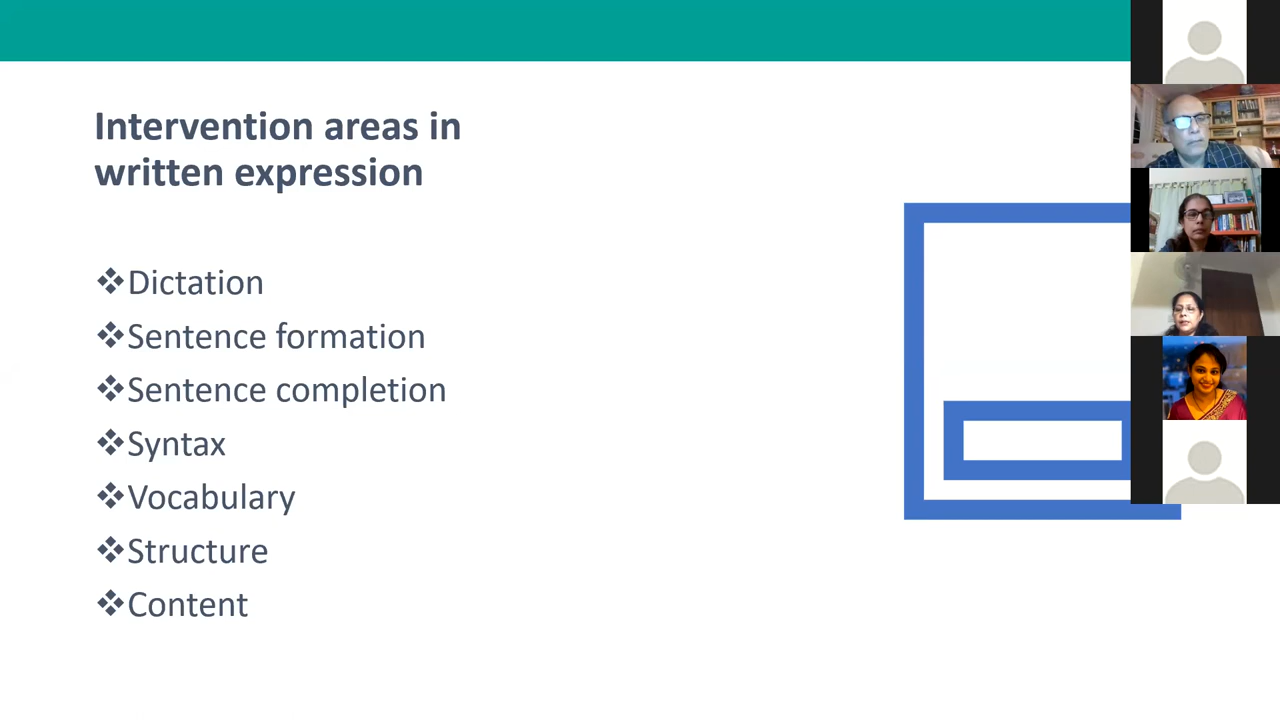 Intervention areas in
written expression
❖Dictation
❖Sentence formation
❖Sentence completion
❖Syntax
❖Vocabulary
❖Structure
❖Content